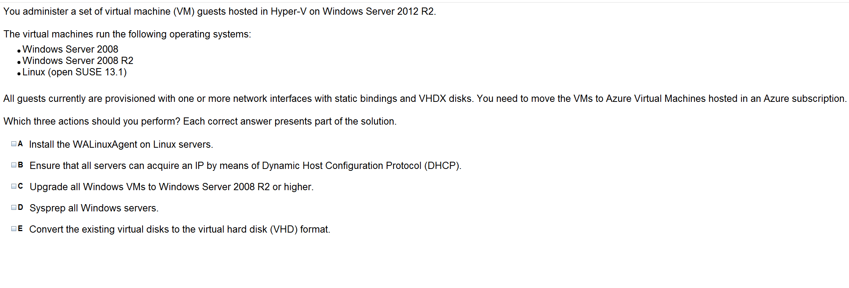 You administer a set of virtual machine (VM) guests hosted in Hyper-V on Windows Server 2012 R2.
The virtual machines run the following operating systems:
• Windows Server 2008
• Windows Server 2008 R2
• Linux (open SUSE 13.1)
All guests currently are provisioned with one or more network interfaces with static bindings and VHDX disks. You need to move the VMs to Azure Virtual Machines hosted in an Azure subscription.
Which three actions should you perform? Each correct answer presents part of the solution.
A Install the WALinuxAgent on Linux servers.
B Ensure that all servers can acquire an IP by means of Dynamic Host Configuration Protocol (DHCP).
C Upgrade all Windows VMs to Windows Server 2008 R2 or higher.
D Sysprep all Windows servers.
E Convert the existing virtual disks to the virtual hard disk (VHD) format.